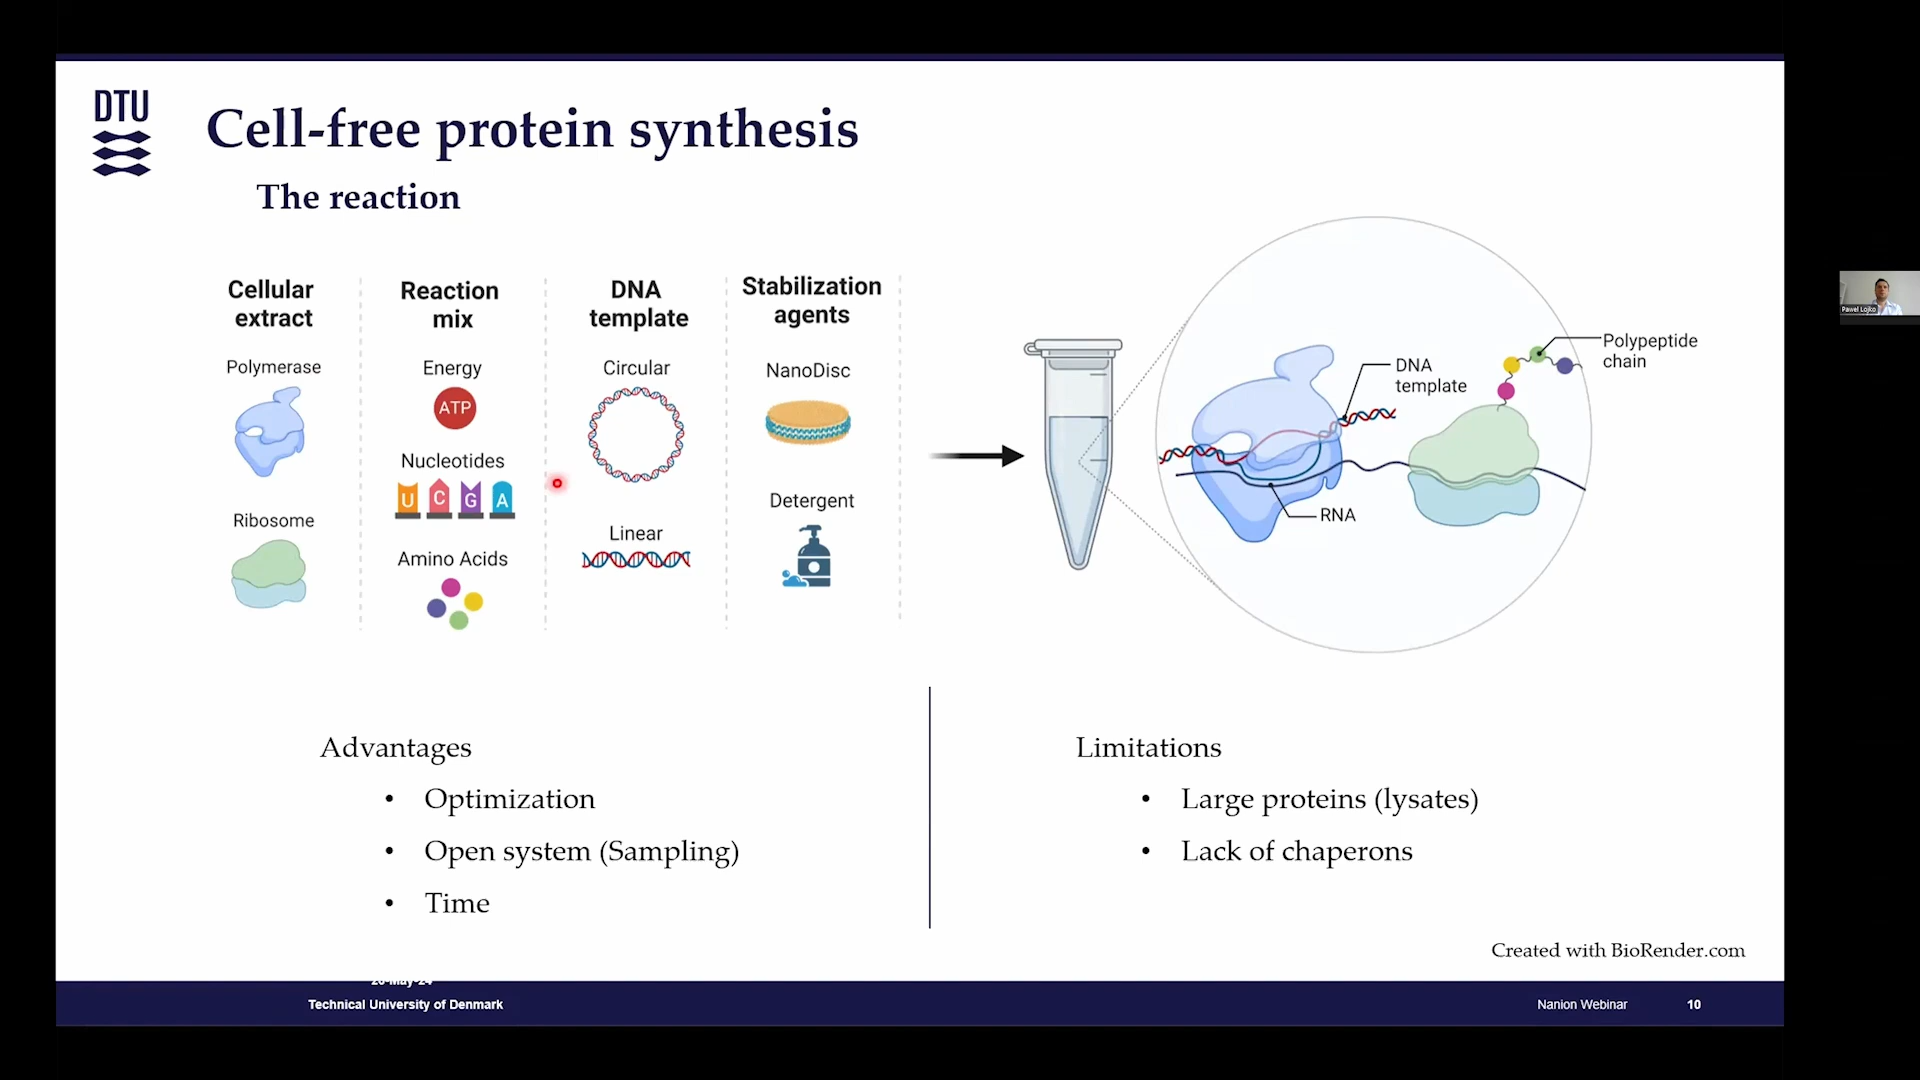 DTU
Cell-free protein synthesis
The reaction
Cellular
extract
Polymerase
Ribosome
Reaction
mix
Energy
ATP
Nucleotides
U C G A
Amino Acids
DNA
template
Circular
Linear
Stabilization
agents
NanoDisc
Detergent
DNA
template
RNA
Polypeptide
chain
Pawel Lojko
Advantages
• Optimization
• Open system (Sampling)
• Time
Limitations
• Large proteins (lysates)
• Lack of chaperons
Created with BioRender.com
Technical University of Denmark
Nanion Webinar
10